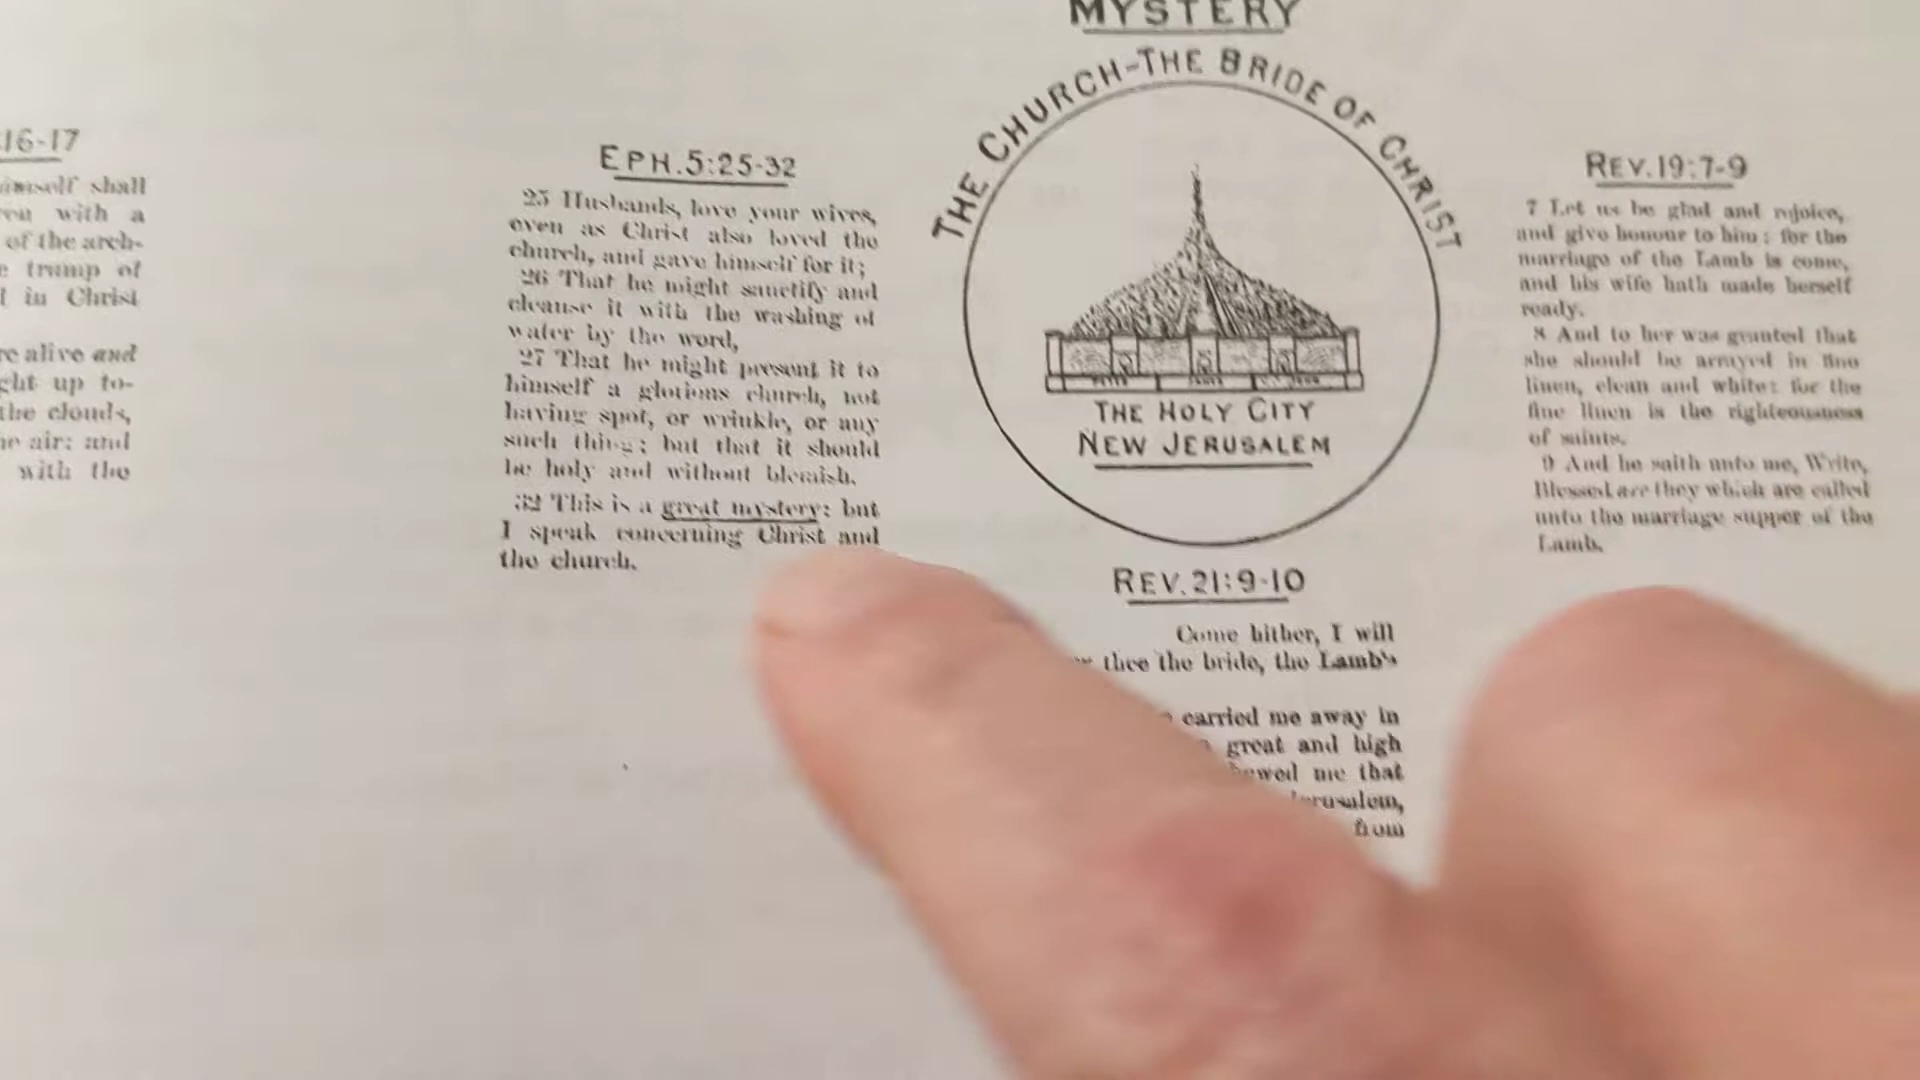 MYSTERY
THE CHURCH-THE BRIDE OF CHRIST
THE HOLY CITY
NEW JERUSALEM
:16-17
himself shall
with a
of the arch-
trump of
in Christ
alive and
up to-
the clouds,
air: and
with the
EPH. 5:25-32
25 Husbands, love your wives,
even as Christ also loved the
church, and gave himself for it;
26 That he might sanctify and
cleanse it with the washing of
water by the word,
27 That he might present it to
himself a glorious church, not
having spot, or wrinkle, or any
such thing; but that it should
be holy and without blemish.
32 This is a great mystery: but
I speak concerning Christ and
the church.
REV. 21:9-10
Come hither, I will
thee the bride, the Lamb's
carried me away in
great and high
me that
from
REV. 19:7-9
7 Let us be glad and rejoice,
and give honour to him: for the
marriage of the Lamb is come,
and his wife hath made herself
ready.
8 And to her was granted that
she should be arrayed in fine
linen, clean and white: for the
fine linen is the righteousness
of saints.
9 And he saith unto me, Write,
Blessed are they which are called
unto the marriage supper of the
Lamb.